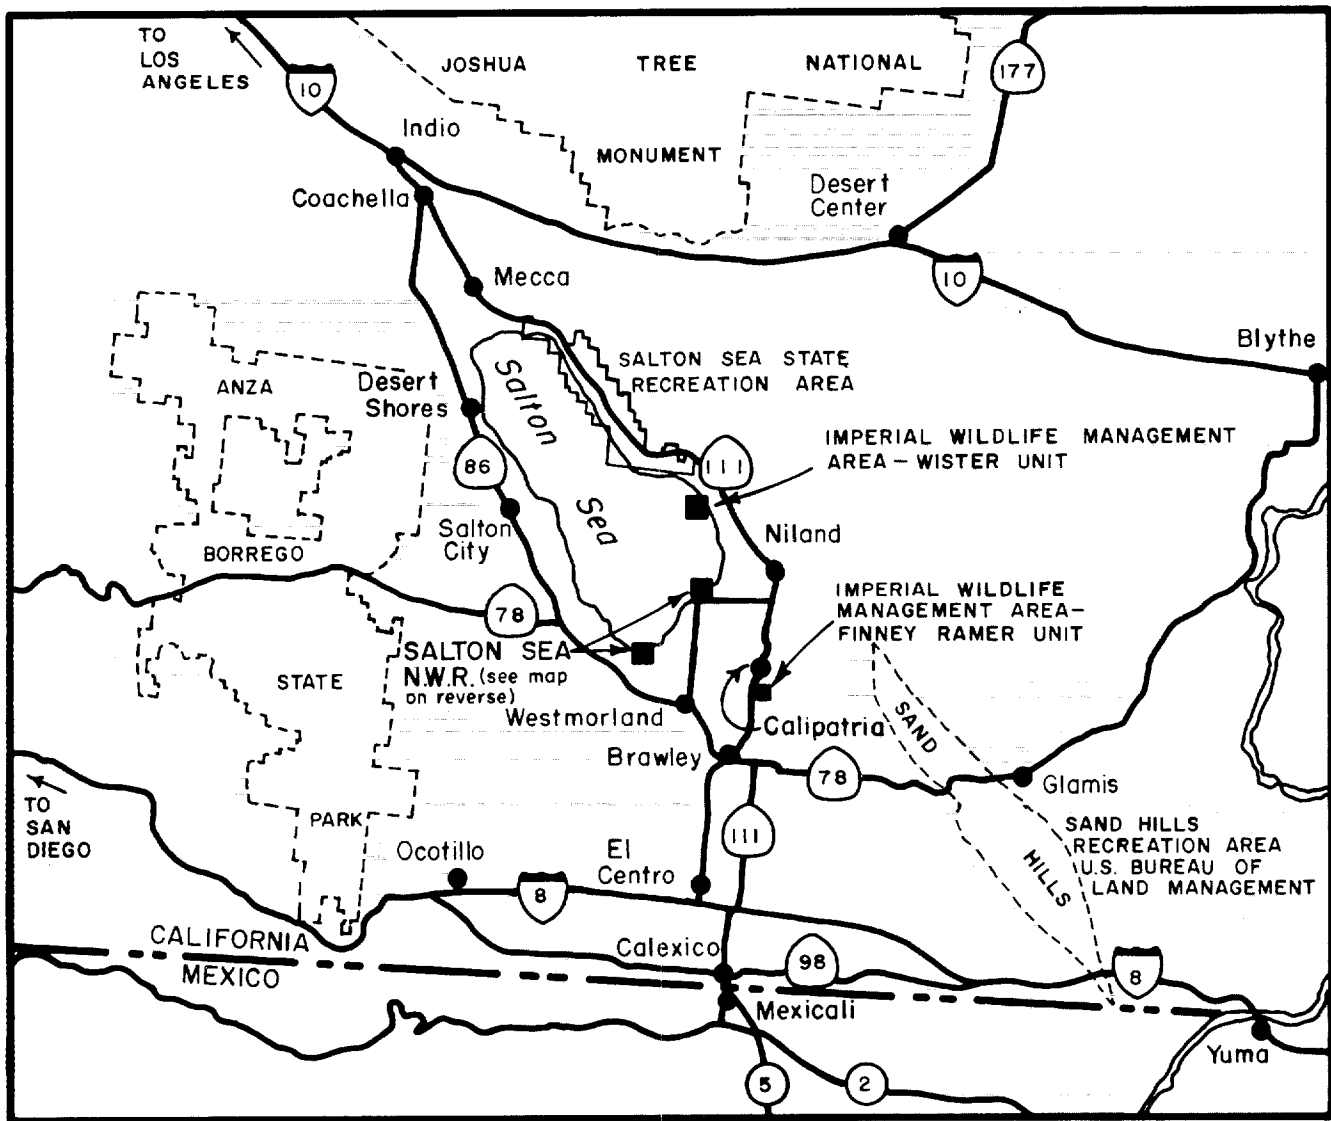 TO
LOS
ANGELES
10
JOSHUA TREE NATIONAL
MONUMENT
177
Indio
Coachella
Desert
Center
10
Mecca
Blythe
SALTON SEA STATE
RECREATION AREA
ANZA
Desert
Shores
Salton
Sea
86
111
IMPERIAL WILDLIFE MANAGEMENT
AREA – WISTER UNIT
Salton
City
Niland
BORREGO
78
IMPERIAL WILDLIFE
MANAGEMENT AREA–
FINNEY RAMER UNIT
SALTON SEA
N.W.R. (see map
on reverse)
STATE
Westmorland
Calipatria
SAND
Brawley
78
Glamis
TO
SAN
DIEGO
PARK
111
Ocotillo
El
Centro
SAND HILLS
RECREATION AREA
U.S. BUREAU OF
LAND MANAGEMENT
HILLS
8
CALIFORNIA
MEXICO
Calexico
98
8
Mexicali
Yuma
5
2